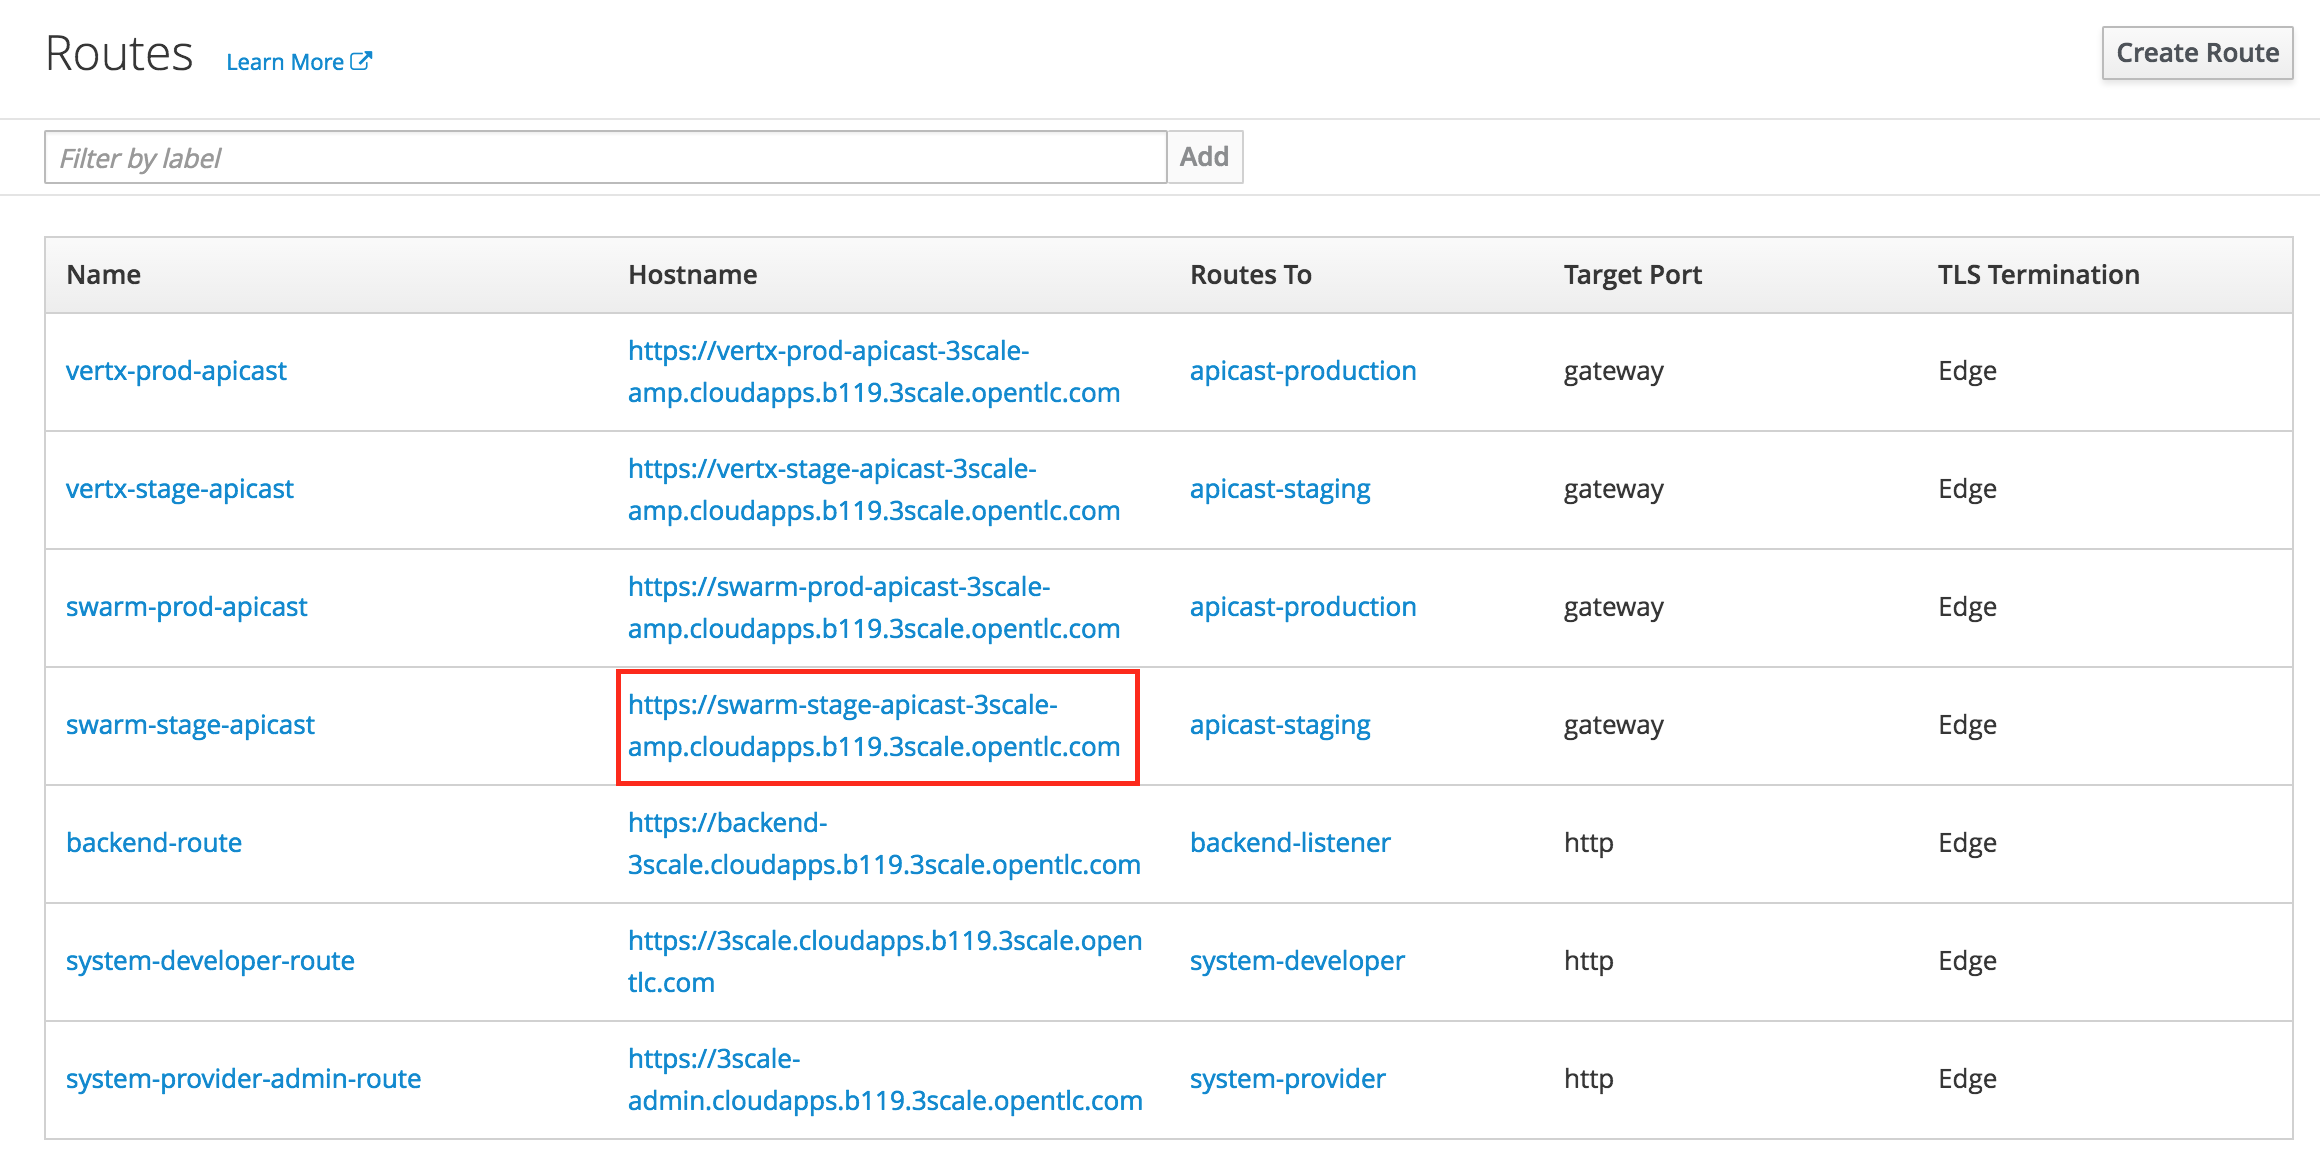 Routes Learn More
Create Route
Filter by label Add
Name Hostname Routes To Target Port TLS Termination
vertx-prod-apicast https://vertx-prod-apicast-3scale-
amp.cloudapps.b119.3scale.opentlc.com apicast-production gateway Edge
vertx-stage-apicast https://vertx-stage-apicast-3scale-
amp.cloudapps.b119.3scale.opentlc.com apicast-staging gateway Edge
swarm-prod-apicast https://swarm-prod-apicast-3scale-
amp.cloudapps.b119.3scale.opentlc.com apicast-production gateway Edge
swarm-stage-apicast https://swarm-stage-apicast-3scale-
amp.cloudapps.b119.3scale.opentlc.com apicast-staging gateway Edge
backend-route https://backend-
3scale.cloudapps.b119.3scale.opentlc.com backend-listener http Edge
system-developer-route https://3scale.cloudapps.b119.3scale.open
tlc.com system-developer http Edge
system-provider-admin-route https://3scale-
admin.cloudapps.b119.3scale.opentlc.com system-provider http Edge